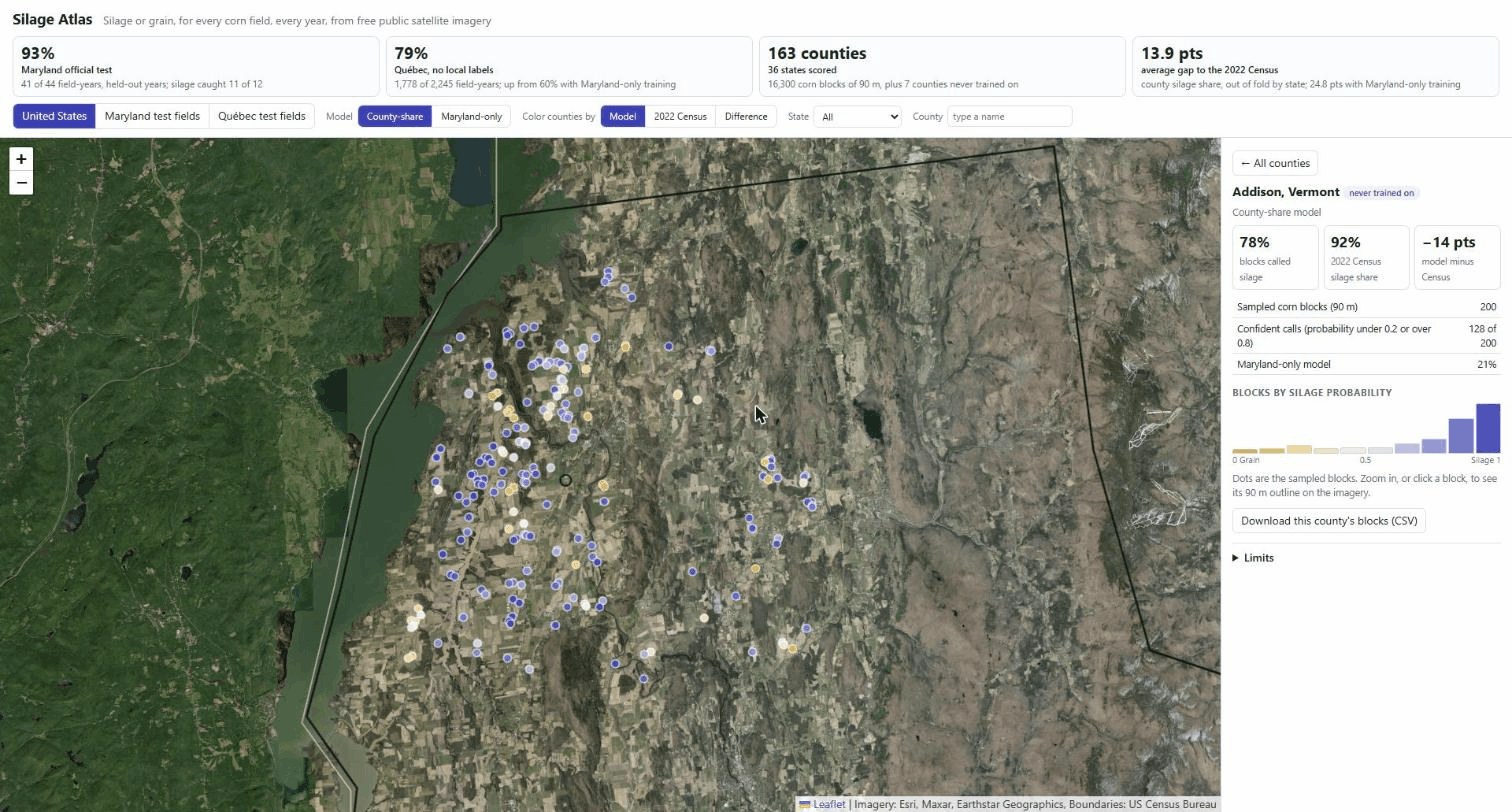 Silage Atlas Silage or grain, for every corn field, every year, from free public satellite imagery
93%
Maryland official test
41 of 44 field-years, held-out years; silage caught 11 of 12
79%
Québec, no local labels
1,778 of 2,245 field-years; up from 60% with Maryland-only training
163 counties
36 states scored
16,300 corn blocks of 90 m, plus 7 counties never trained on
13.9 pts
average gap to the 2022 Census
county silage share, out of fold by state; 24.8 pts with Maryland-only training
United States Maryland test fields Québec test fields Model County-share Maryland-only Color counties by Model 2022 Census Difference State All County type a name
+
−
← All counties
Addison, Vermont never trained on
County-share model
78%
blocks called
silage
92%
2022 Census
silage share
−14 pts
model minus
Census
Sampled corn blocks (90 m) 200
Confident calls (probability under 0.2 or over 128 of
0.8) 200
Maryland-only model 21%
BLOCKS BY SILAGE PROBABILITY
0 Grain 0.5 Silage 1
Dots are the sampled blocks. Zoom in, or click a block, to see
its 90 m outline on the imagery.
Download this county's blocks (CSV)
▶ Limits
Leaflet | Imagery: Esri, Maxar, Earthstar Geographics, Boundaries: US Census Bureau